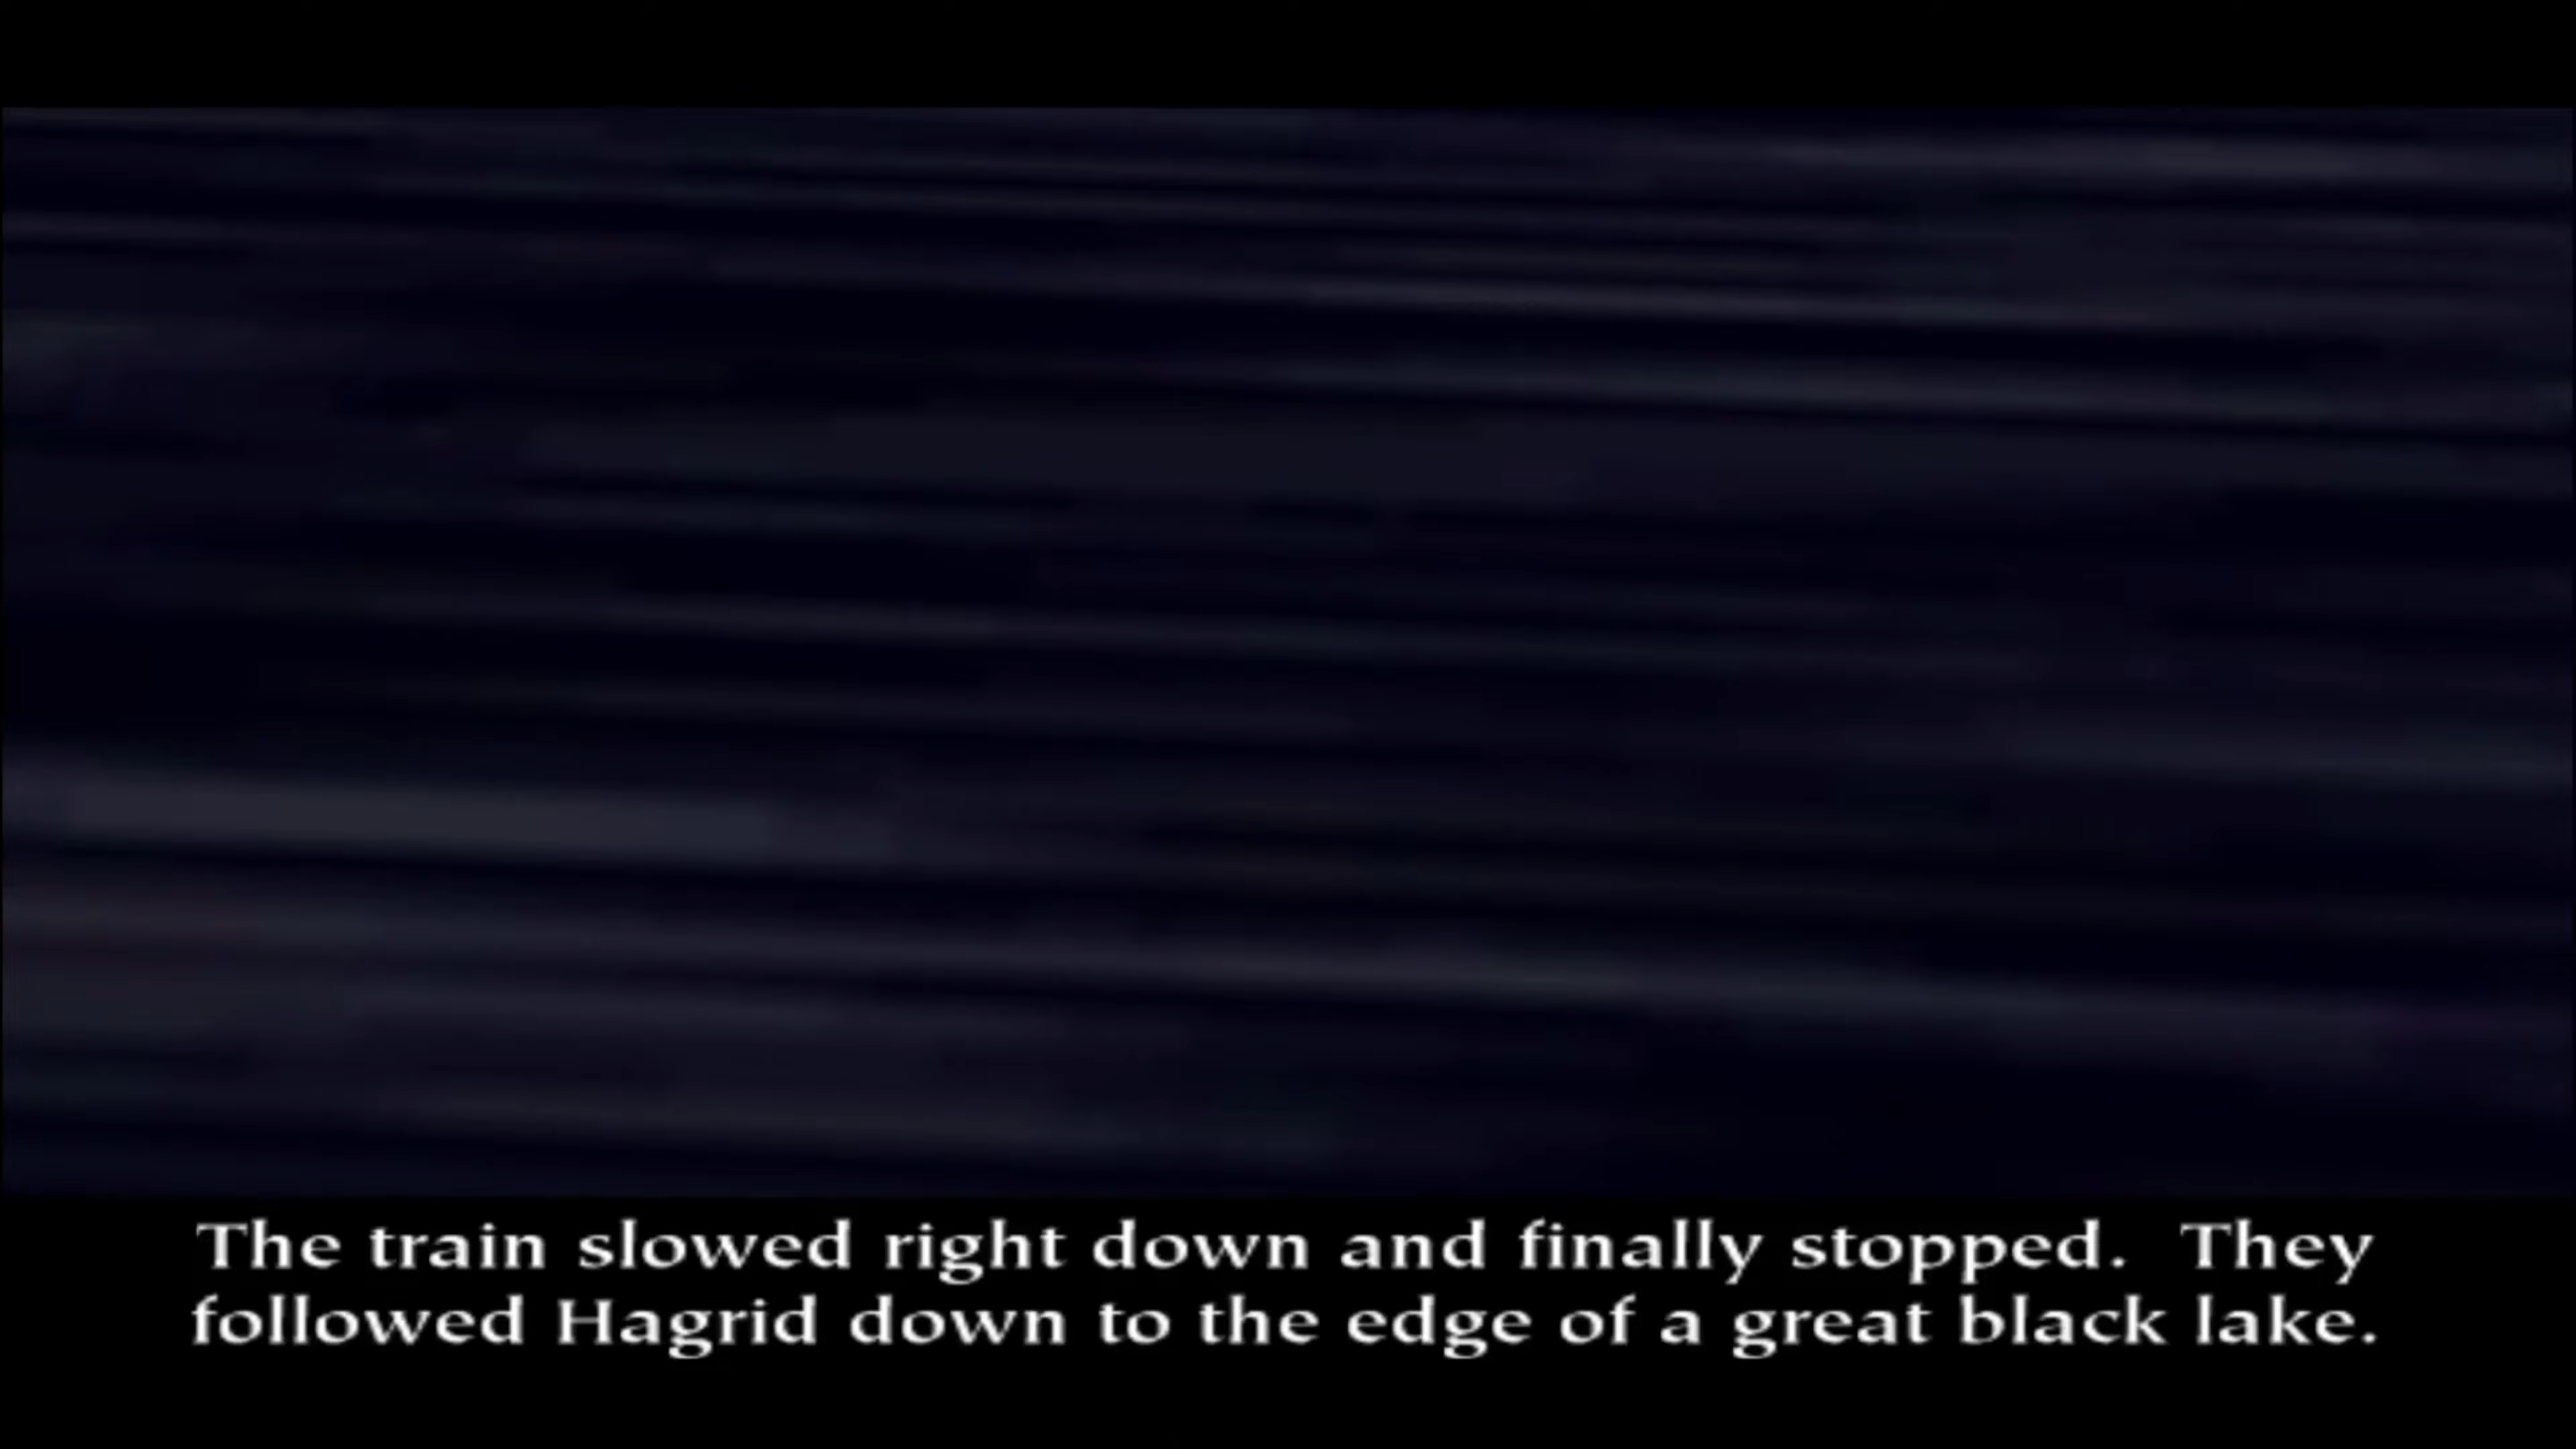 The train slowed right down and finally stopped.  They
followed Hagrid down to the edge of a great black lake.